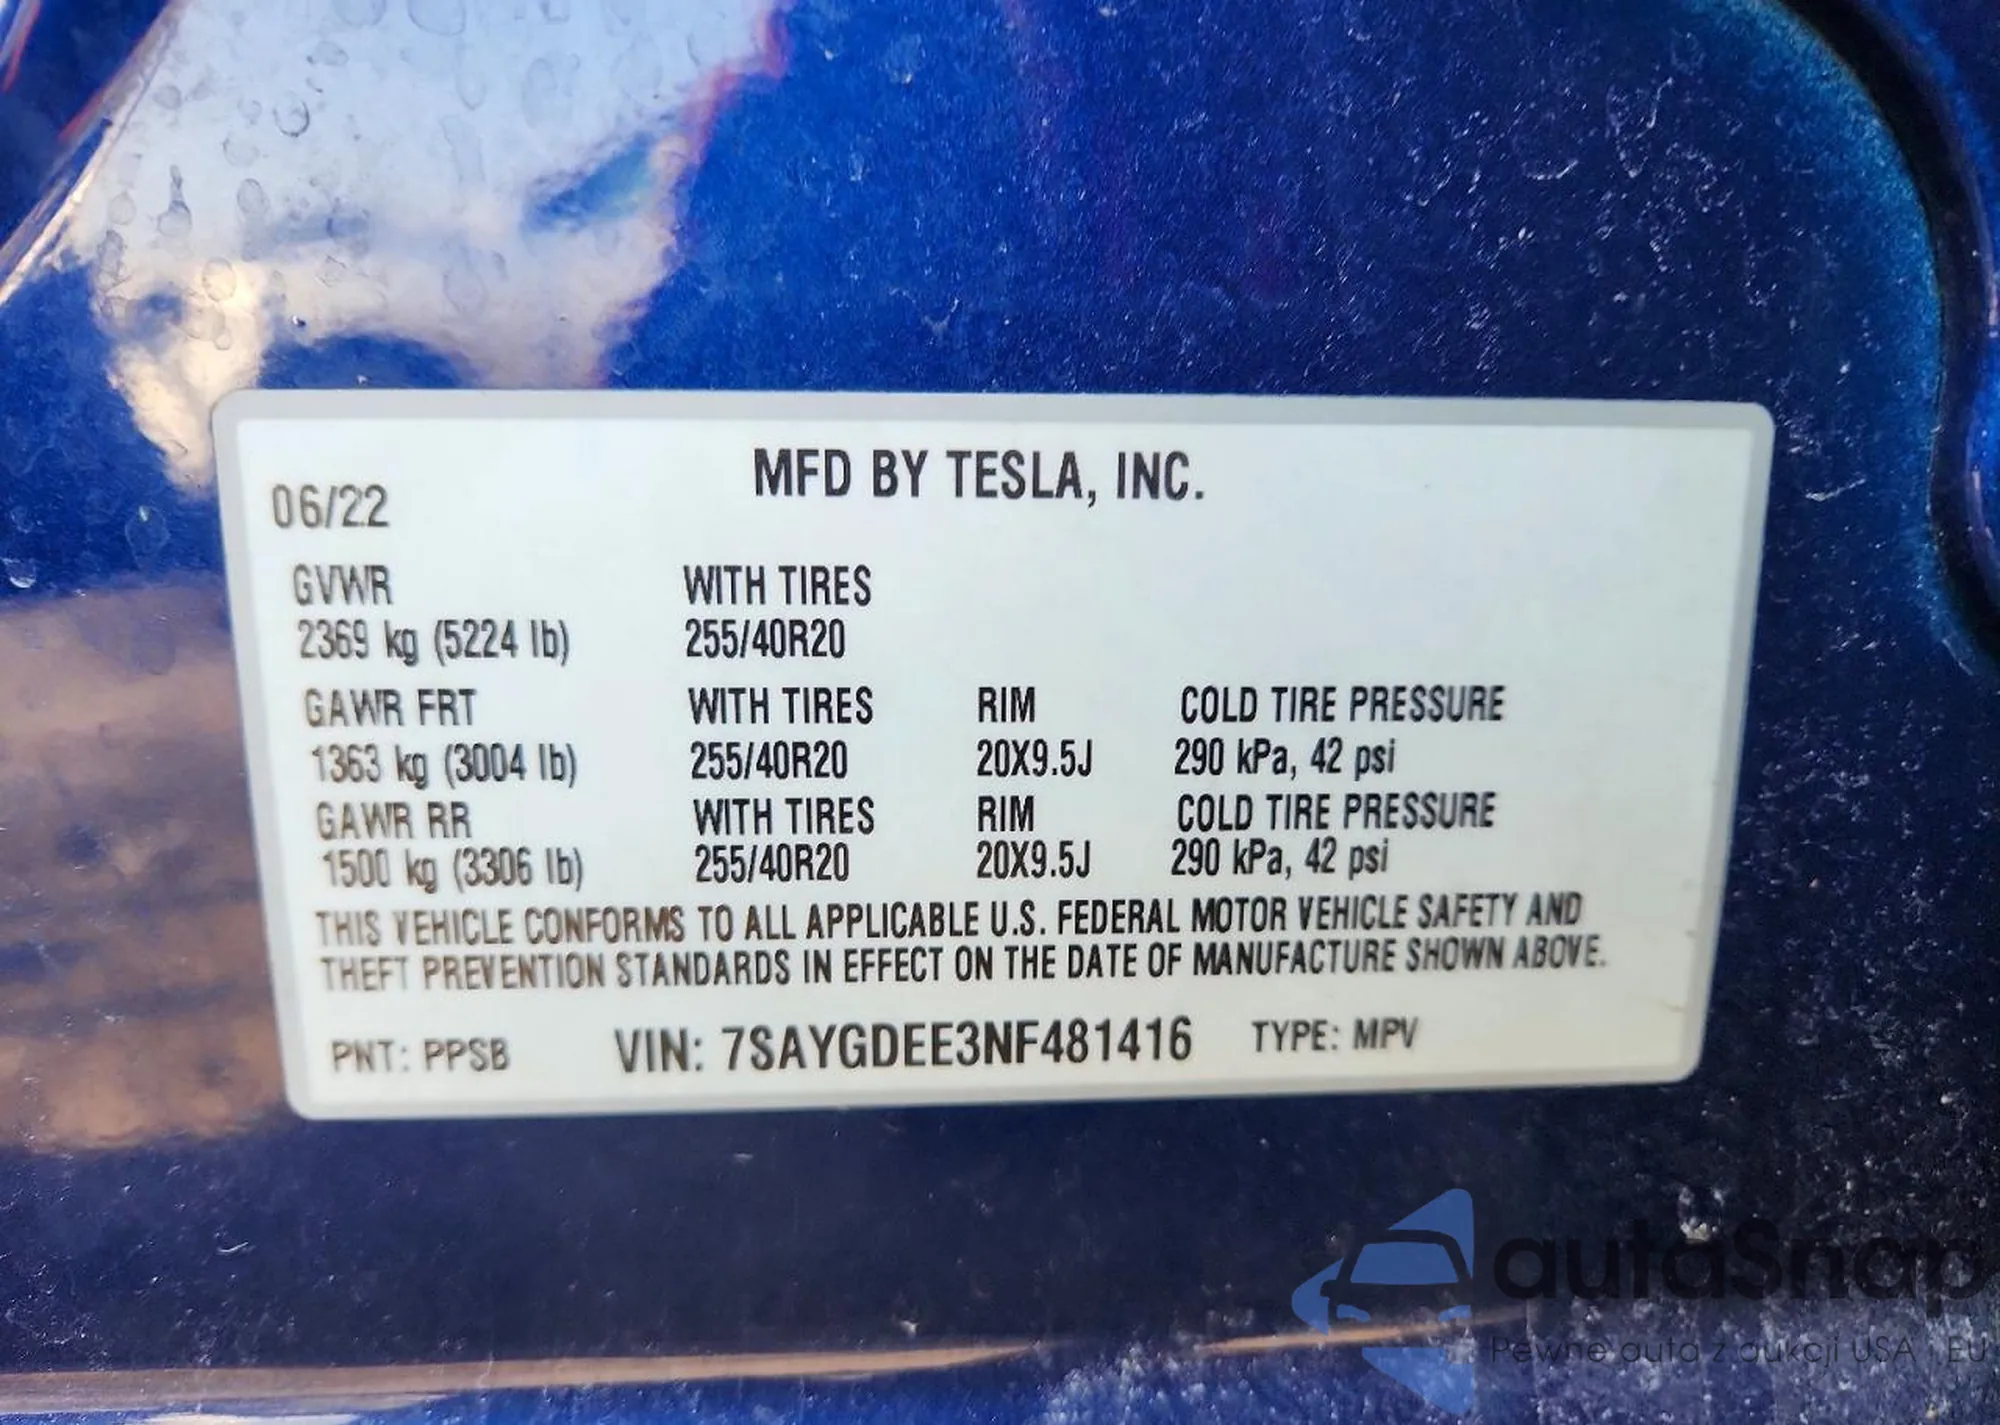 MFD BY TESLA, INC.
06/22
GVWR WITH TIRES
2369 kg (5224 lb) 255/40R20
GAWR FRT WITH TIRES RIM COLD TIRE PRESSURE
1363 kg (3004 lb) 255/40R20 20X9.5J 290 kPa, 42 psi
GAWR RR WITH TIRES RIM COLD TIRE PRESSURE
1500 kg (3306 lb) 255/40R20 20X9.5J 290 kPa, 42 psi
THIS VEHICLE CONFORMS TO ALL APPLICABLE U.S. FEDERAL MOTOR VEHICLE SAFETY AND
THEFT PREVENTION STANDARDS IN EFFECT ON THE DATE OF MANUFACTURE SHOWN ABOVE.
PNT: PPSB VIN: 7SAYGDEE3NF481416 TYPE: MPV
autaSnap
Pewne auta z aukcji USA i EU